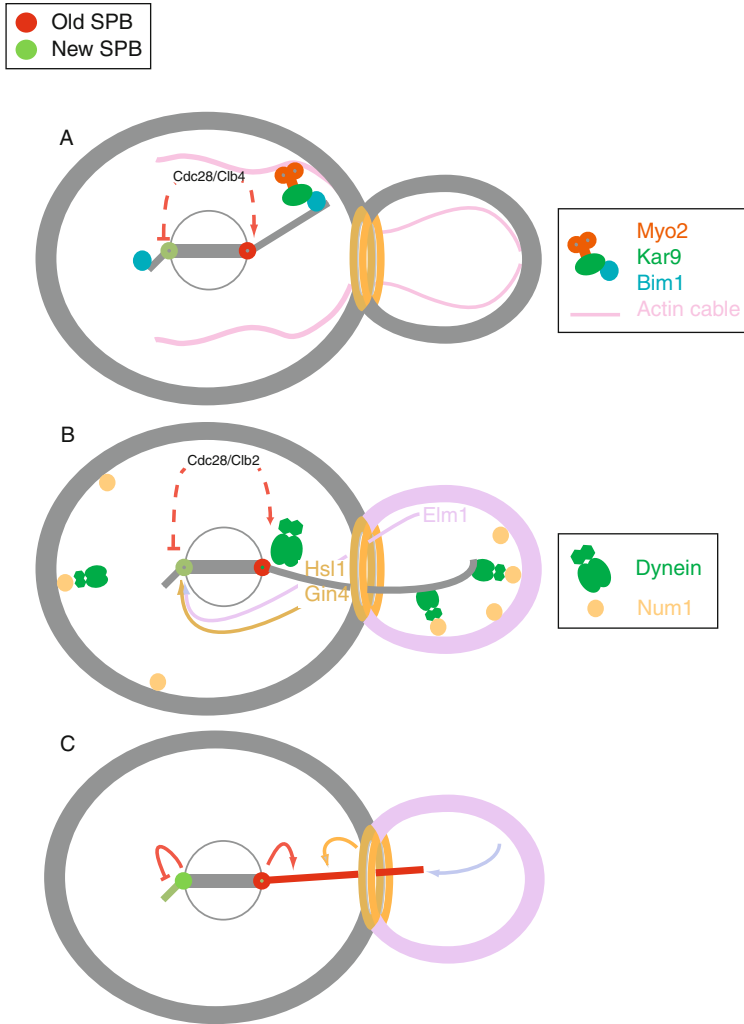 Old SPB
New SPB
A
Cdc28/Clb4
Myo2
Kar9
Bim1
Actin cable
B
Cdc28/Clb2
Elm1
Hsl1
Gin4
Dynein
Num1
C